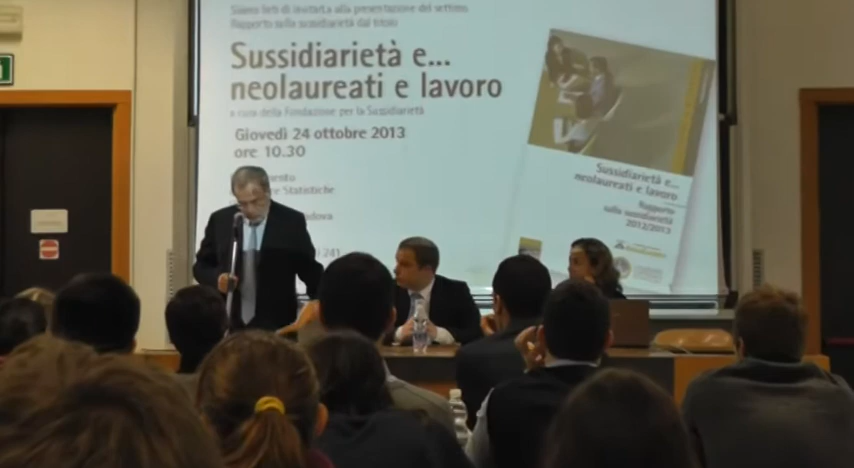 Siamo lieti di invitarLa alla presentazione del settimo
Rapporto sulla sussidiarietà dal titolo
Sussidiarietà e...
neolaureati e lavoro
a cura della Fondazione per la Sussidiarietà
Giovedì 24 ottobre 2013
ore 10.30
Statistiche
Sussidiarietà e...
neolaureati e lavoro
Rapporto
sulla sussidiarietà
2012/2013